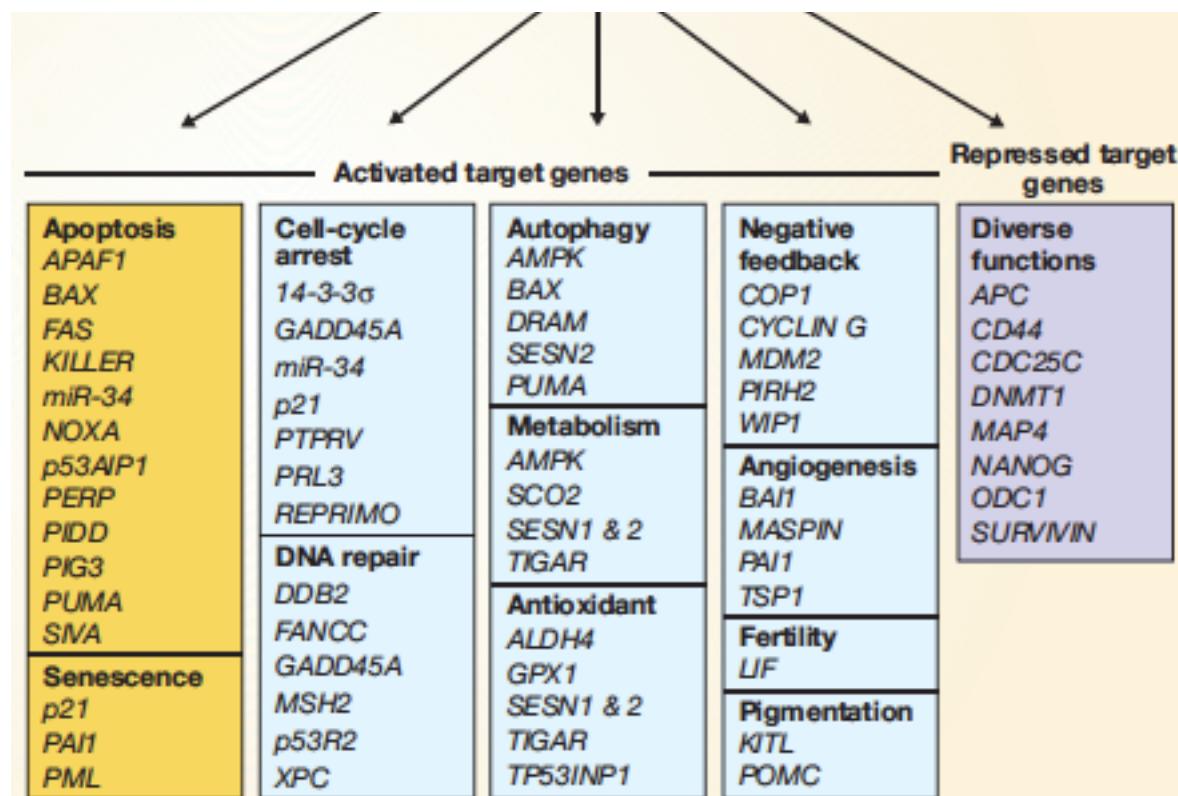 Activated target genes
Repressed target
genes
Apoptosis
APAF1
BAX
FAS
KILLER
miR-34
NOXA
p53AIP1
PERP
PIDD
PIG3
PUMA
SIVA
Senescence
p21
PAI1
PML
Cell-cycle
arrest
14-3-3σ
GADD45A
miR-34
p21
PTPRV
PRL3
REPRIMO
DNA repair
DDB2
FANCC
GADD45A
MSH2
p53R2
XPC
Autophagy
AMPK
BAX
DRAM
SESN2
PUMA
Metabolism
AMPK
SCO2
SESN1 & 2
TIGAR
Antioxidant
ALDH4
GPX1
SESN1 & 2
TIGAR
TP53INP1
Negative
feedback
COP1
CYCLIN G
MDM2
PIRH2
WIP1
Angiogenesis
BAI1
MASPIN
PAI1
TSP1
Fertility
LIF
Pigmentation
KITL
POMC
Diverse
functions
APC
CD44
CDC25C
DNMT1
MAP4
NANOG
ODC1
SURVIVIN